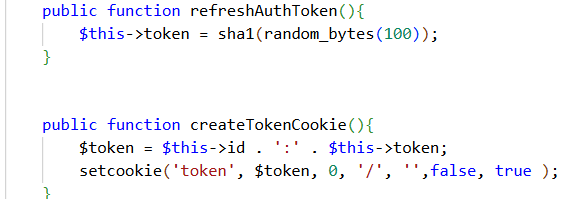 public function refreshAuthToken(){
$this->token = sha1(random_bytes(100));
}
public function createTokenCookie(){
$token = $this->id . ':' . $this->token;
setcookie('token', $token, 0, '/', '',false, true );
}